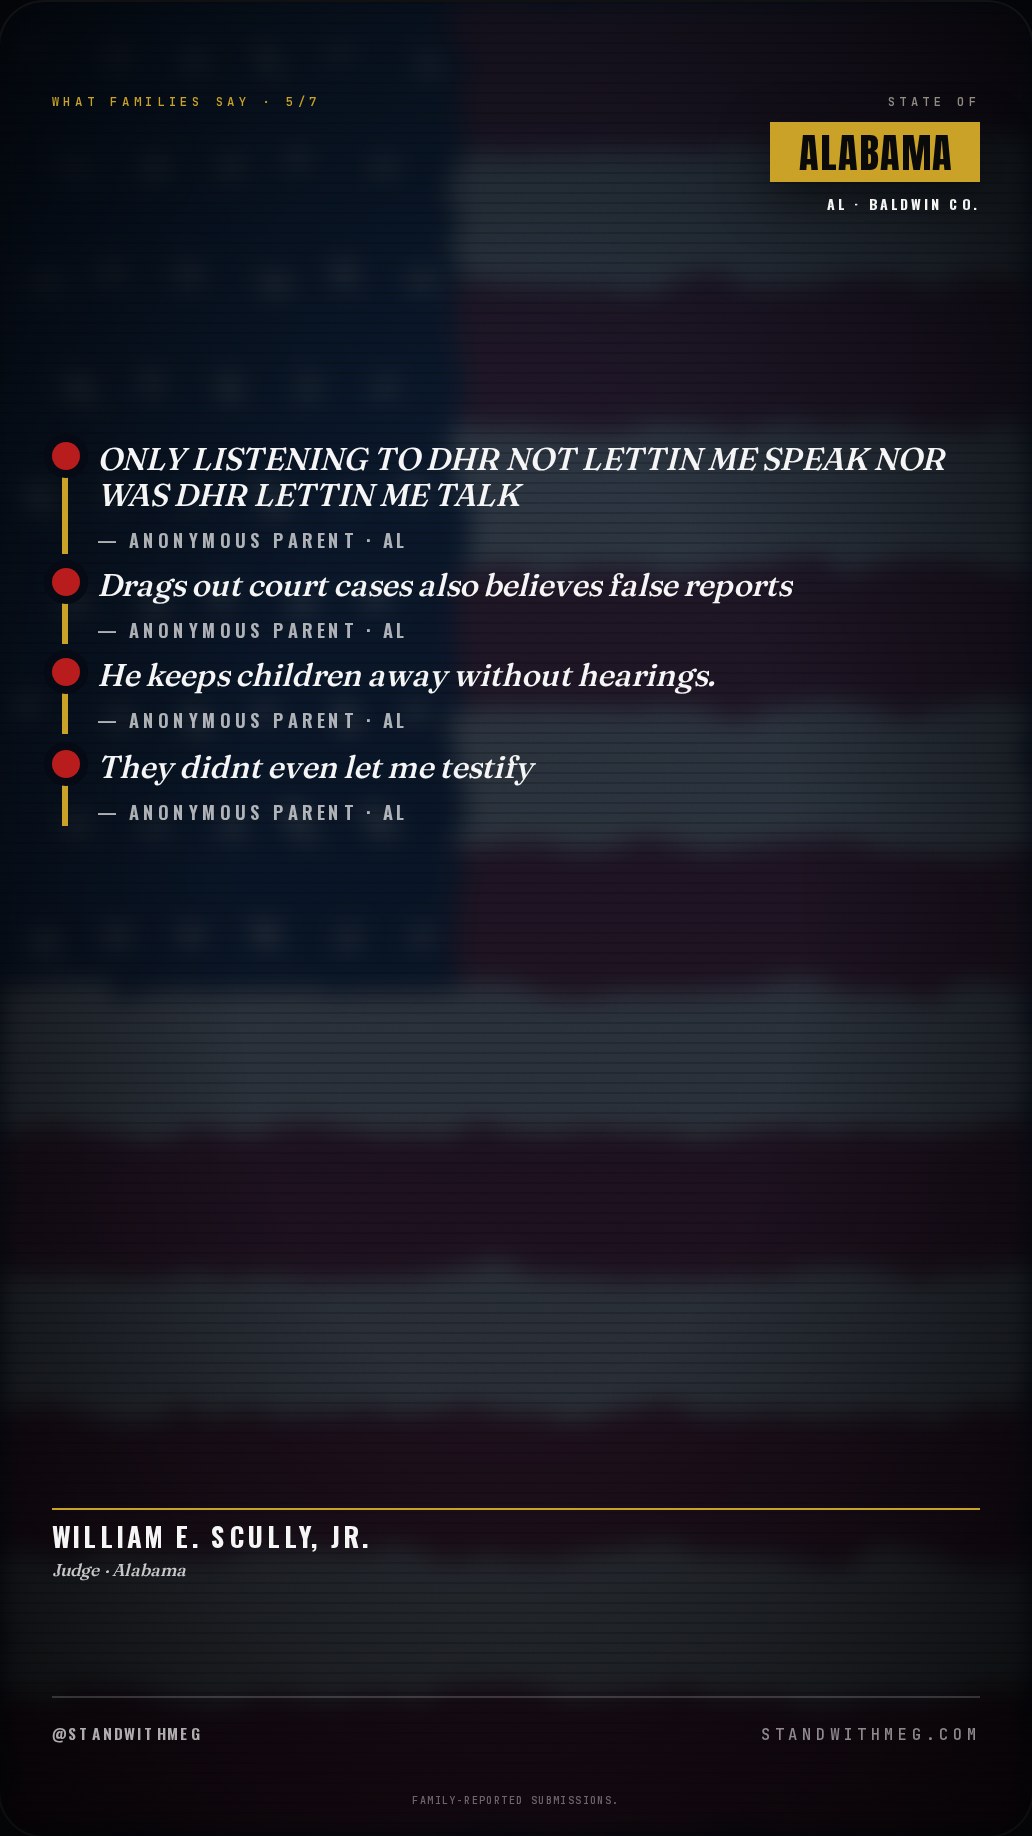 WHAT FAMILIES SAY · 5/7
STATE OF
ALABAMA
AL · BALDWIN CO.
ONLY LISTENING TO DHR NOT LETTIN ME SPEAK NOR
WAS DHR LETTIN ME TALK
— ANONYMOUS PARENT · AL
Drags out court cases also believes false reports
— ANONYMOUS PARENT · AL
He keeps children away without hearings.
— ANONYMOUS PARENT · AL
They didnt even let me testify
— ANONYMOUS PARENT · AL
WILLIAM E. SCULLY, JR.
Judge · Alabama
@STANDWITHMEG
STANDWITHMEG.COM
FAMILY-REPORTED SUBMISSIONS.